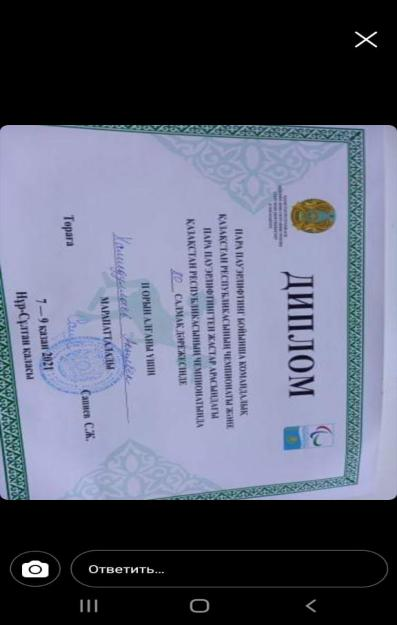 ДИПЛОМ
ПАРА ПАУЭРЛИФТИНГ БОЙЫНША КОМАНДАЛЫҚ
ҚАЗАҚСТАН РЕСПУБЛИКАСЫНЫҢ ЧЕМПИОНАТЫ ЖӘНЕ
ПАРА ПАУЭРЛИФТИНГТЕН ЖАСТАР АРАСЫНДАҒЫ
ҚАЗАҚСТАН РЕСПУБЛИКАСЫНЫҢ ЧЕМПИОНАТЫНДА
80 САЛМАҚ ДӘРЕЖЕСІНДЕ
II ОРЫН АЛҒАНЫ ҮШІН
МАРАПАТТАЛАДЫ
Төраға Сапиев С.Ж.
7 – 9 қазан 2021
Нұр-Сұлтан қаласы
Ответить...